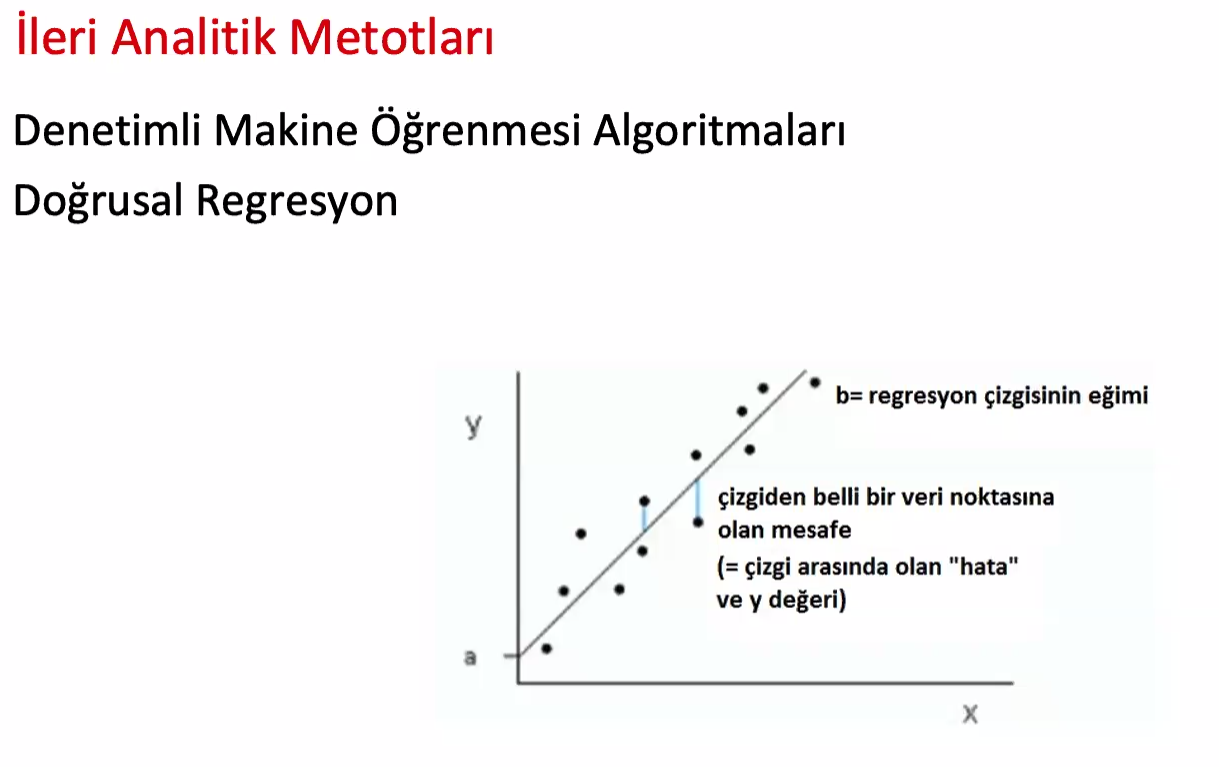 İleri Analitik Metotları
Denetimli Makine Öğrenmesi Algoritmaları
Doğrusal Regresyon
y
b= regresyon çizgisinin eğimi
çizgiden belli bir veri noktasına
olan mesafe
(= çizgi arasında olan "hata"
ve y değeri)
a
x